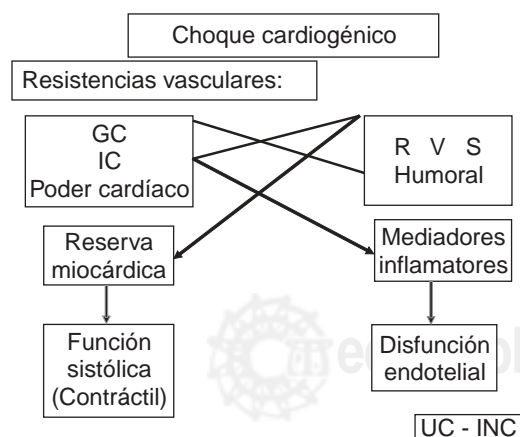 Choque cardiogénico
Resistencias vasculares:
GC
IC
Poder cardíaco
R V S
Humoral
Reserva
miocárdica
Mediadores
inflamatores
Función
sistólica
(Contráctil)
Disfunción
endotelial
UC - INC